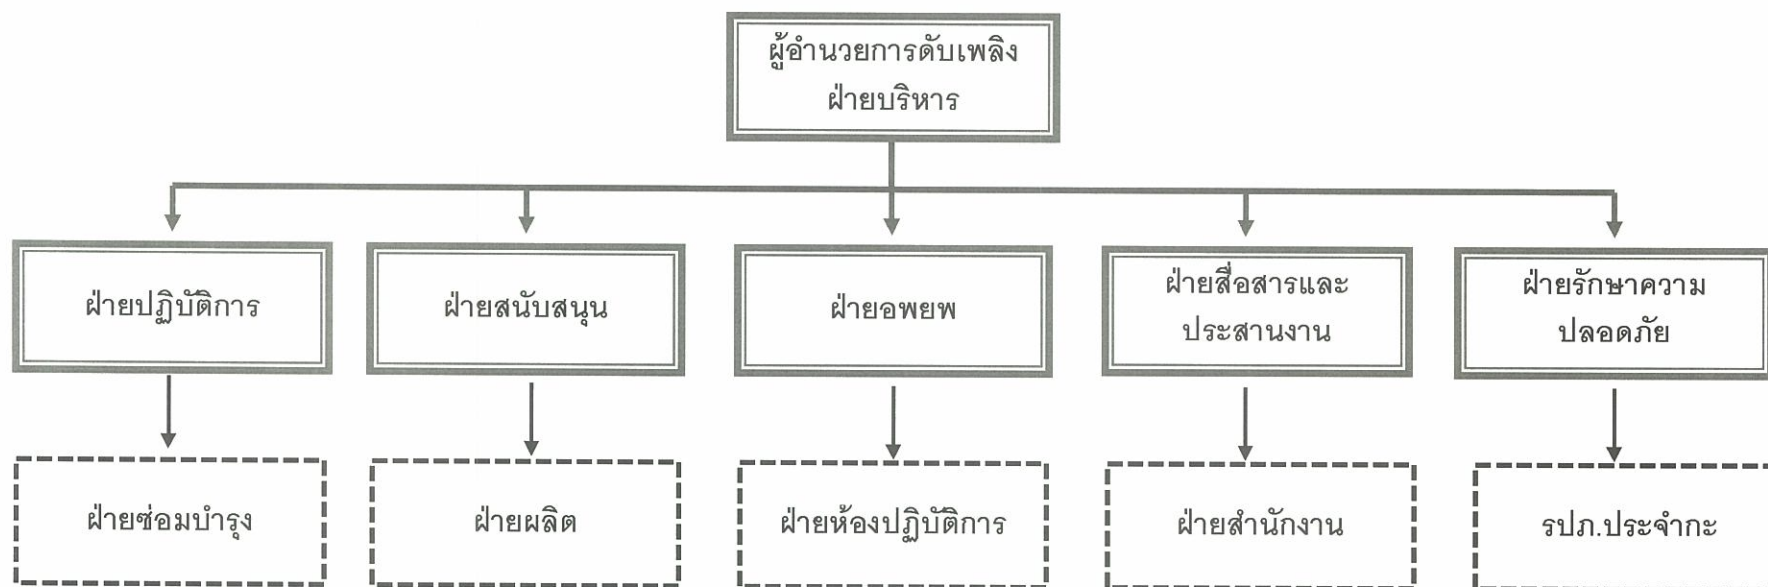 ผู้อำนวยการดับเพลิง
ฝ่ายบริหาร
ฝ่ายปฏิบัติการ
ฝ่ายสนับสนุน
ฝ่ายอพยพ
ฝ่ายสื่อสารและ
ประสานงาน
ฝ่ายรักษาความ
ปลอดภัย
ฝ่ายซ่อมบำรุง
ฝ่ายผลิต
ฝ่ายห้องปฏิบัติการ
ฝ่ายสำนักงาน
รปภ.ประจำกะ